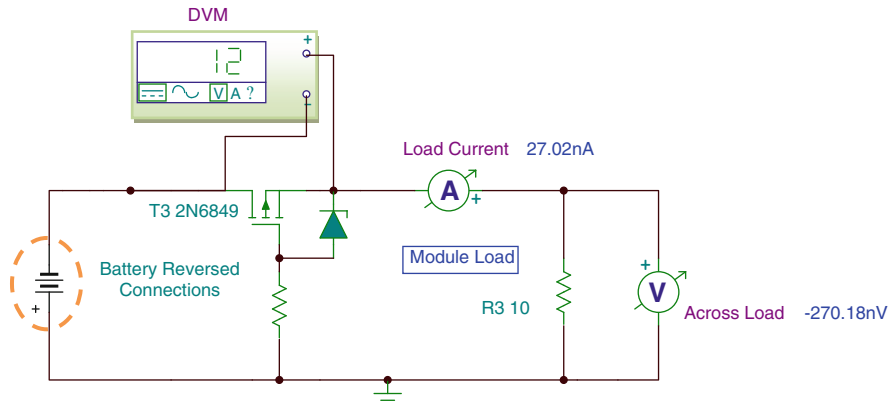 DVM
+
12
V A ?
-
Load Current 27.02nA
A
+
T3 2N6849
Battery Reversed
Connections
+
Module Load
R3 10
+
V
Across Load -270.18nV